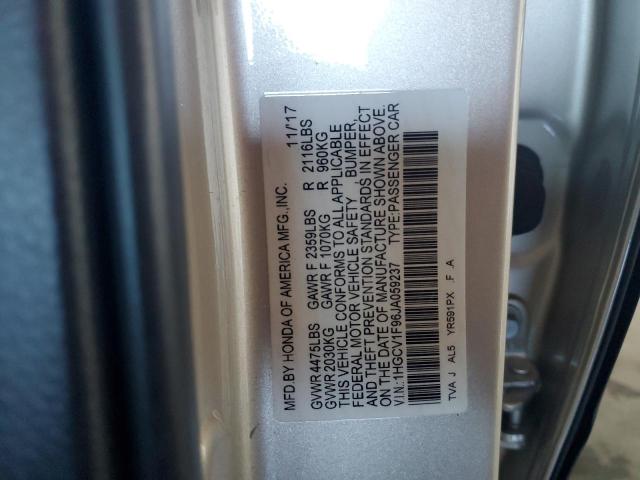 MFD.BY HONDA OF AMERICA MFG.,INC. 11/17
GVWR 4475LBS GAWR F 2359LBS R 2116LBS
GVWR 2030KG GAWR F 1070KG R 960KG
THIS VEHICLE CONFORMS TO ALL APPLICABLE
FEDERAL MOTOR VEHICLE SAFETY , BUMPER,
AND THEFT PREVENTION STANDARDS IN EFFECT
ON THE DATE OF MANUFACTURE SHOWN ABOVE.
V.I.N.:1HGCV1F96JA059237 TYPE:PASSENGER CAR
TVA J AL5 YR591PX .F .A